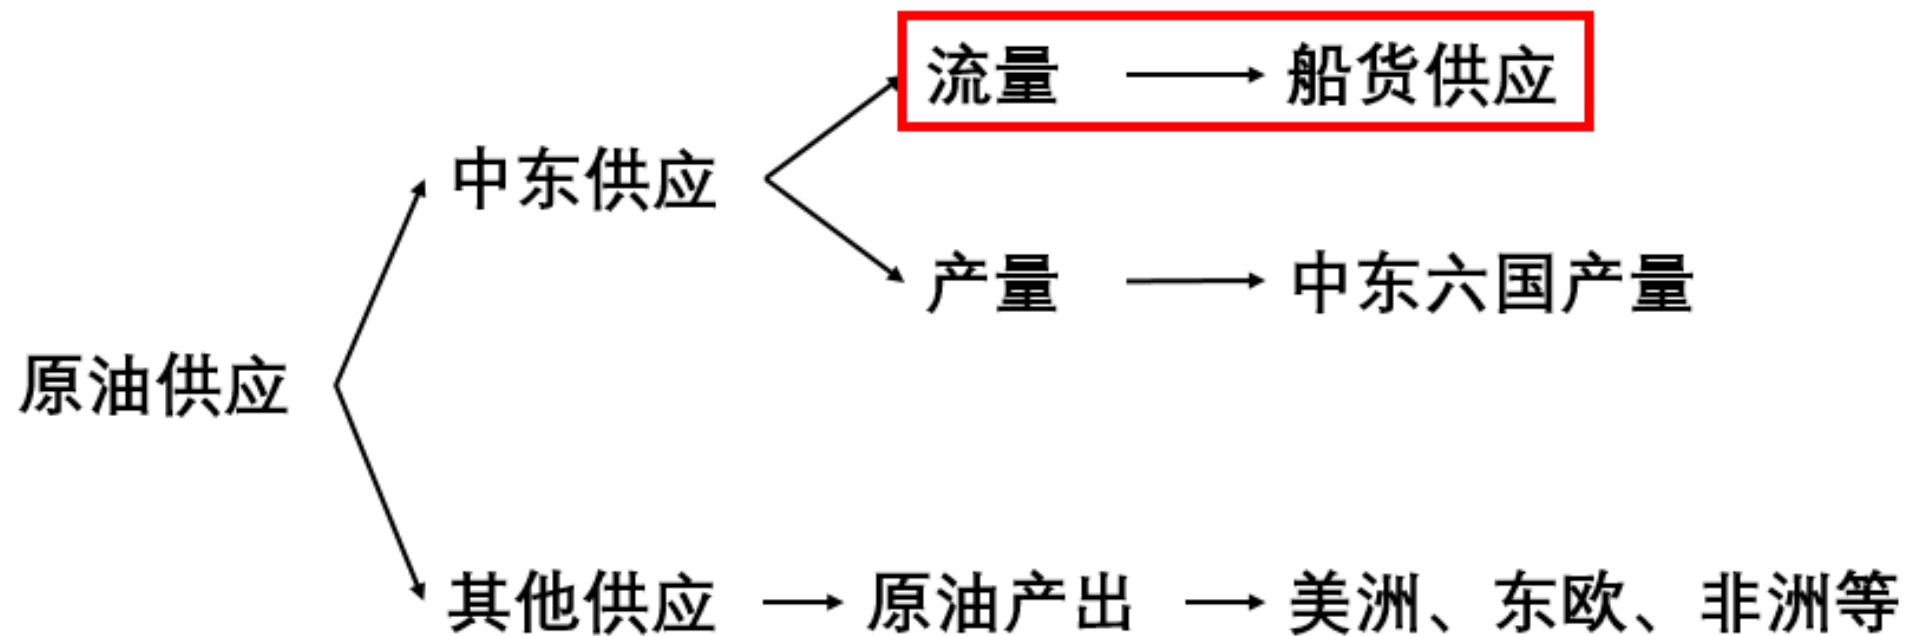 流量 船货供应
中东供应
产量 中东六国产量
原油供应
其他供应 原油产出 美洲、东欧、非洲等